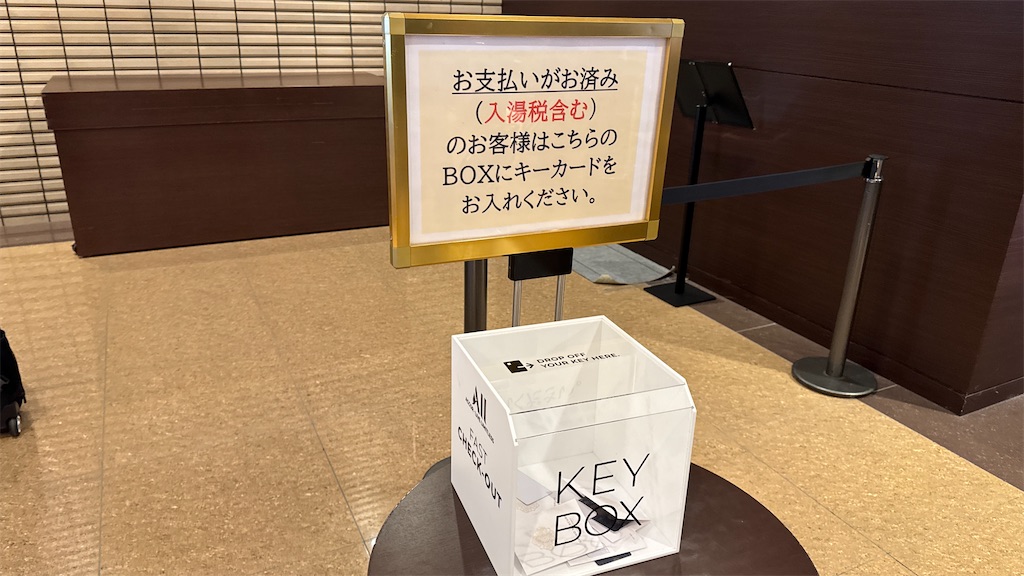 お支払いがお済み
(入湯税含む)
のお客様はこちらの
BOXにキーカードを
お入れください。
DROP OFF
YOUR KEY HERE.
ALL
FAST
CHECK-OUT
KEY
BOX